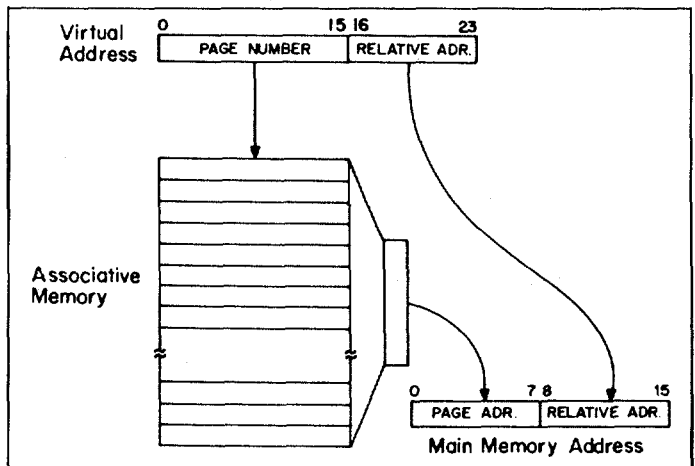 Virtual Address
0 15 16 23
PAGE NUMBER RELATIVE ADR.
Associative Memory
0 7 8 15
PAGE ADR. RELATIVE ADR.
Main Memory Address